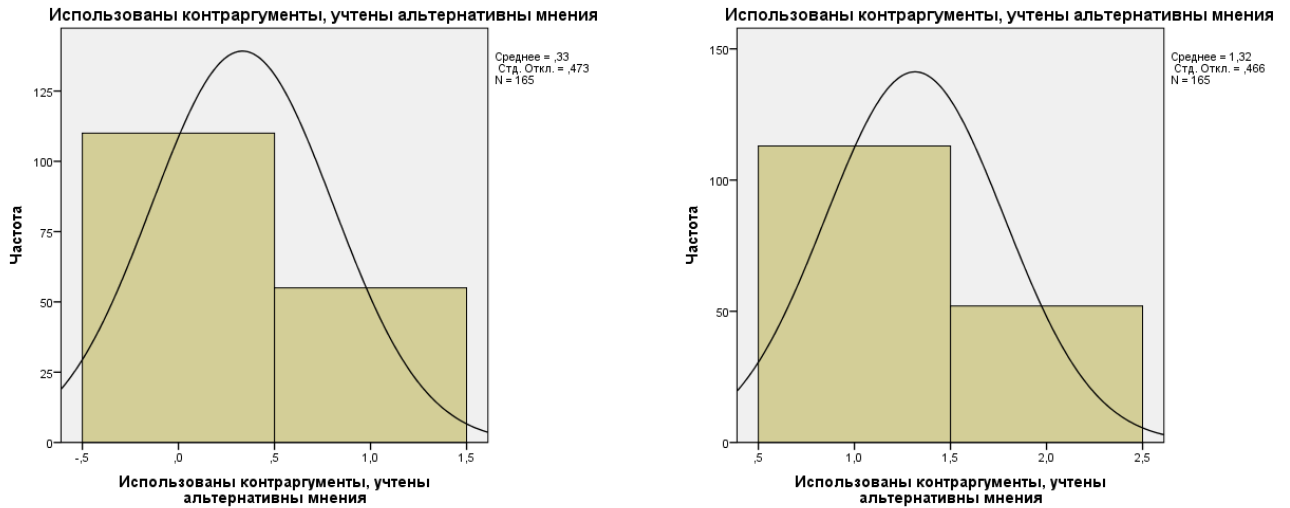 Использованы контраргументы, учтены альтернативны мнения
Среднее = ,33
Стд. Откл. = ,473
N = 165
125
100
75
50
25
0
Частота
-,5
,0
,5
1,0
1,5
Использованы контраргументы, учтены
альтернативны мнения
Использованы контраргументы, учтены альтернативны мнения
Среднее = 1,32
Стд. Откл. = ,466
N = 165
150
100
50
0
Частота
,5
1,0
1,5
2,0
2,5
Использованы контраргументы, учтены
альтернативны мнения